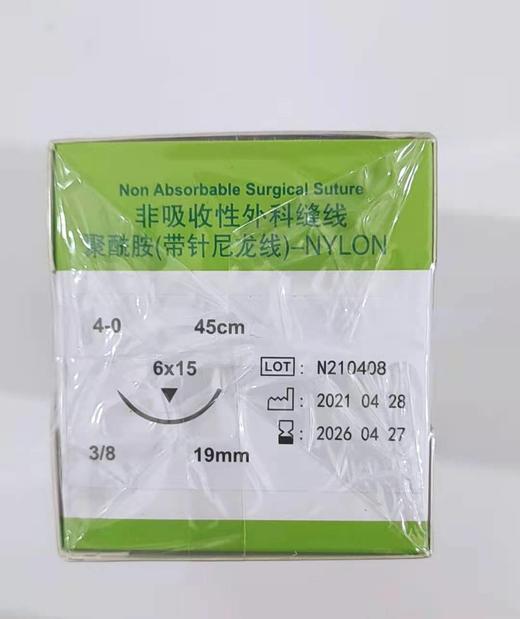 Non Absorbable Surgical Suture
非吸收性外科缝线
聚酰胺(带针尼龙线)–NYLON
4-0 45cm
6x15
LOT : N210408
: 2021 04 28
: 2026 04 27
3/8 19mm